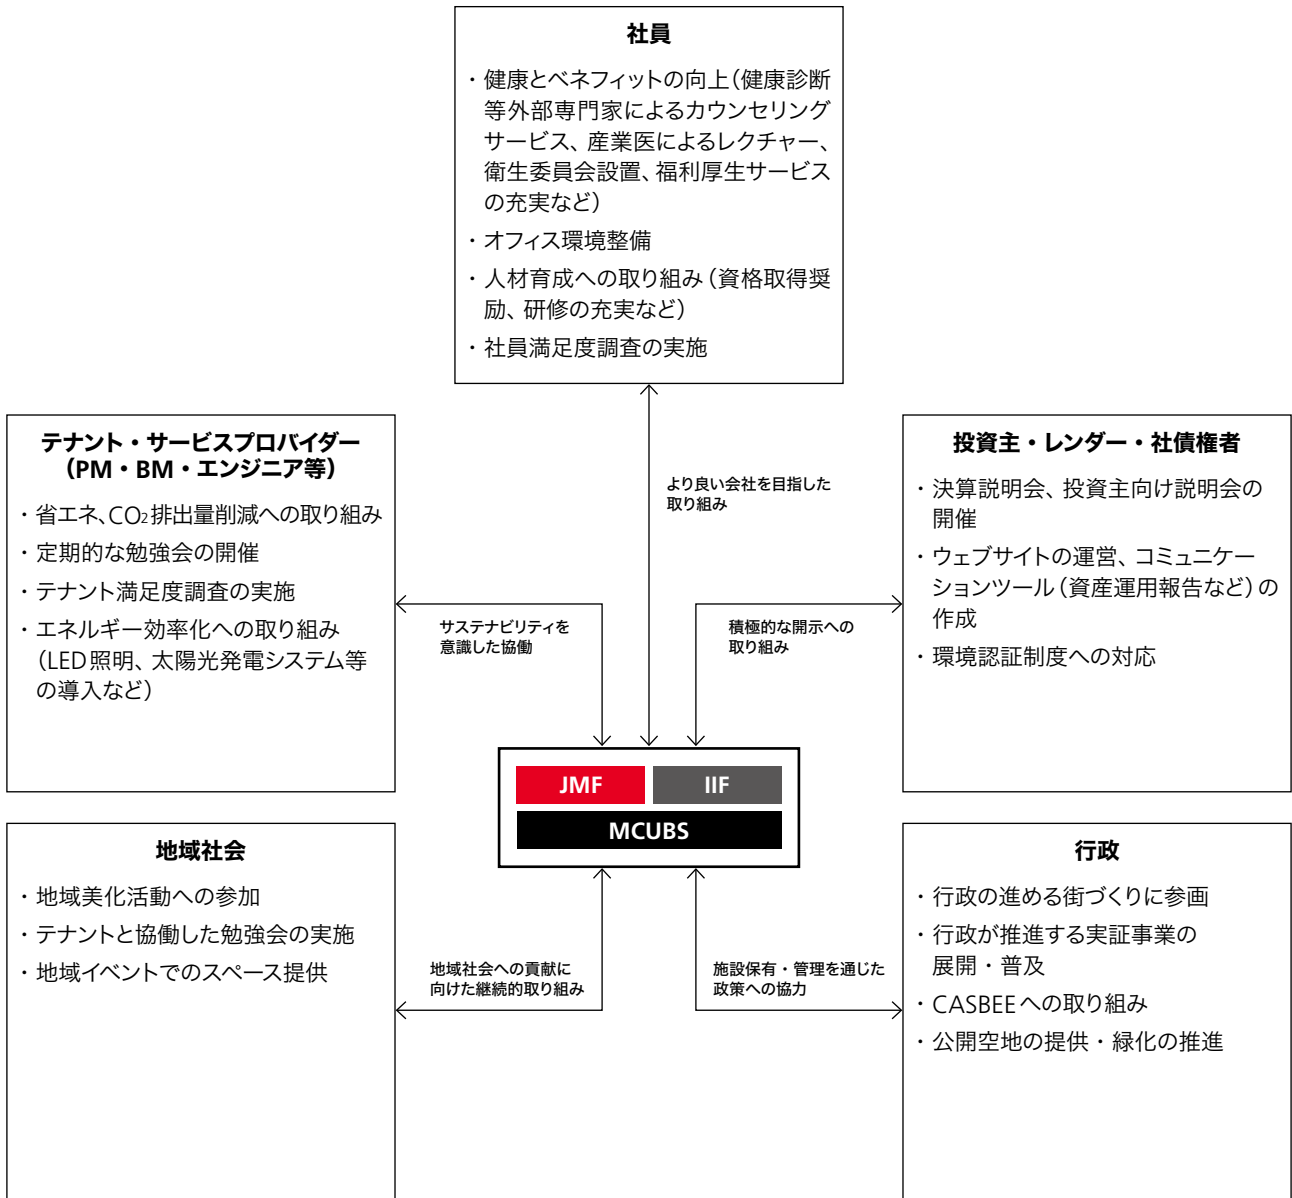 社員
・健康とベネフィットの向上（健康診断
等外部専門家によるカウンセリング
サービス、産業医によるレクチャー、
衛生委員会設置、福利厚生サービス
の充実など）
・オフィス環境整備
・人材育成への取り組み（資格取得奨
励、研修の充実など）
・社員満足度調査の実施
テナント・サービスプロバイダー
（PM・BM・エンジニア等）
・省エネ、CO₂排出量削減への取り組み
・定期的な勉強会の開催
・テナント満足度調査の実施
・エネルギー効率化への取り組み
（LED照明、太陽光発電システム等
の導入など）
より良い会社を目指した
取り組み
投資主・レンダー・社債権者
・決算説明会、投資主向け説明会の
開催
・ウェブサイトの運営、コミュニケー
ションツール（資産運用報告など）の
作成
・環境認証制度への対応
サステナビリティを
意識した協働
積極的な開示への
取り組み
JMF
IIF
MCUBS
地域社会
・地域美化活動への参加
・テナントと協働した勉強会の実施
・地域イベントでのスペース提供
地域社会への貢献に
向けた継続的取り組み
施設保有・管理を通じた
政策への協力
行政
・行政の進める街づくりに参画
・行政が推進する実証事業の
展開・普及
・CASBEEへの取り組み
・公開空地の提供・緑化の推進